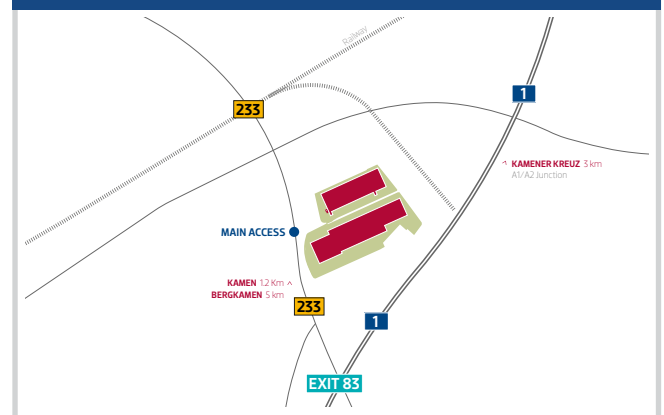 Railway
1
233
KAMENER KREUZ 3 km
A1/A2 Junction
MAIN ACCESS
KAMEN 1.2 Km
BERGKAMEN 5 km
233
1
EXIT 83